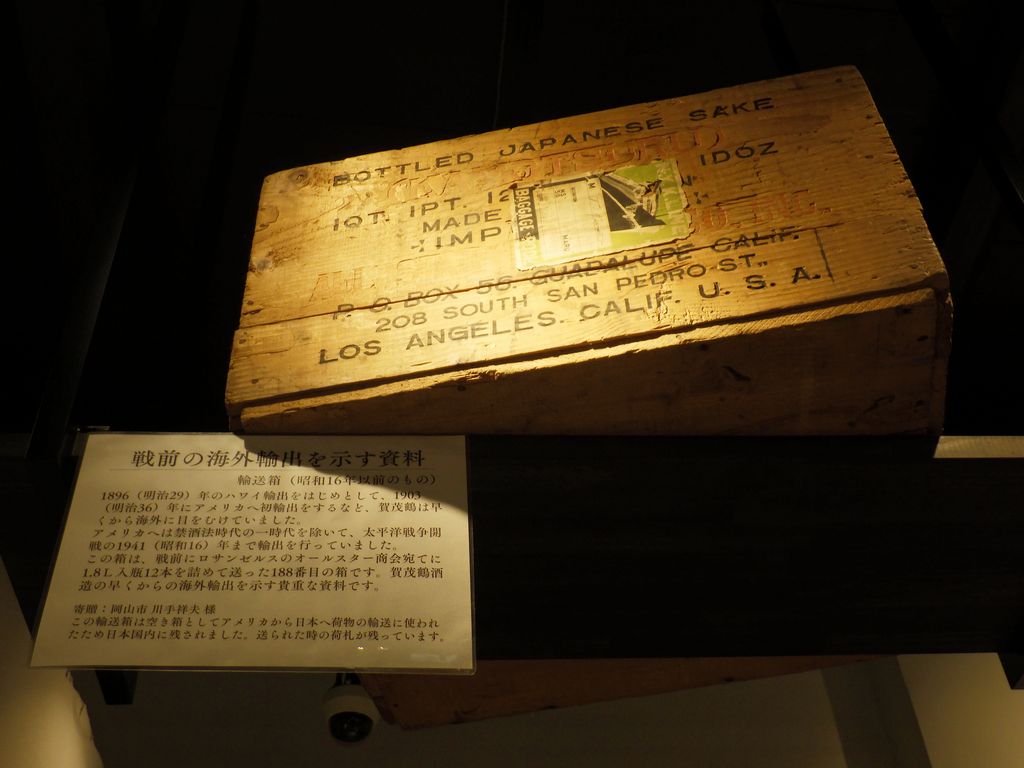 BOTTLED JAPANESE SAKE
1QT. 1PT. 12 IDOZ
MADE
IMP
BAGGAGE
P. O. BOX 56 GUADALUPE CALIF.
208 SOUTH SAN PEDRO ST.,
LOS ANGELES. CALIF. U. S. A.
戦前の海外輸出を示す資料
輸送箱（昭和16年以前のもの）
1896（明治29）年のハワイ輸出をはじめとして、1903
（明治36）年にアメリカへ初輸出をするなど、賀茂鶴は早
くから海外に目をむけていました。
アメリカへは禁酒法時代の一時代を除いて、太平洋戦争開
戦の1941（昭和16）年まで輸出を行っていました。
この箱は、戦前にロサンゼルスのオールスター商会宛てに
1.8L入瓶12本を詰めて送った188番目の箱です。賀茂鶴酒
造の早くからの海外輸出を示す貴重な資料です。
寄贈：岡山市 川手祥夫 様
この輸送箱は空き箱としてアメリカから日本へ荷物の輸送に使われ
たため日本国内に残されました。送られた時の荷札が残っています。